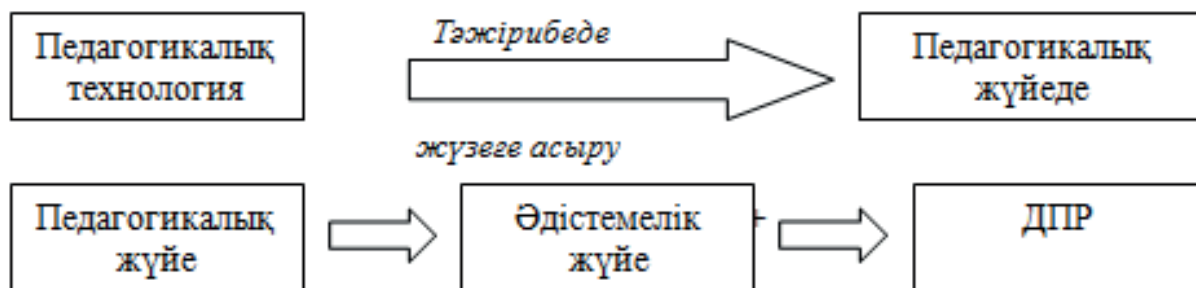 Педагогикалық
технология
Тәжірибеде
жүзеге асыру
Педагогикалық
жүйеде
Педагогикалық
жүйе
Әдістемелік
жүйе
+
ДПР